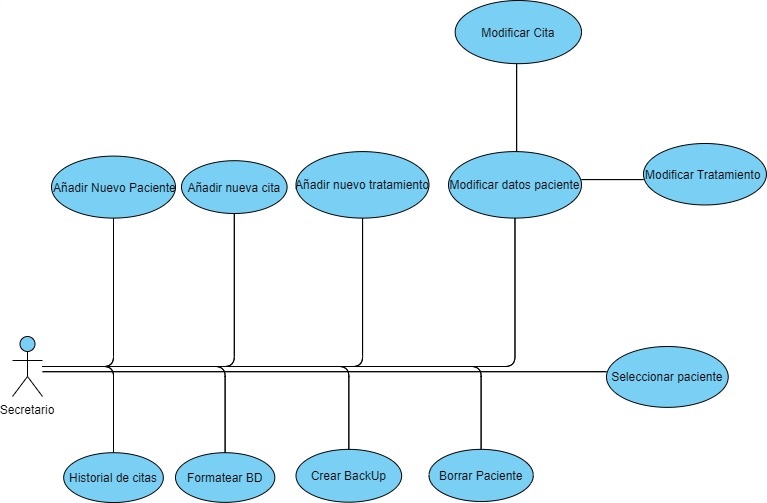 Modificar Cita
Añadir Nuevo Paciente
Añadir nueva cita
Añadir nuevo tratamiento
Modificar datos paciente
Modificar Tratamiento
Secretario
Seleccionar paciente
Historial de citas
Formatear BD
Crear BackUp
Borrar Paciente